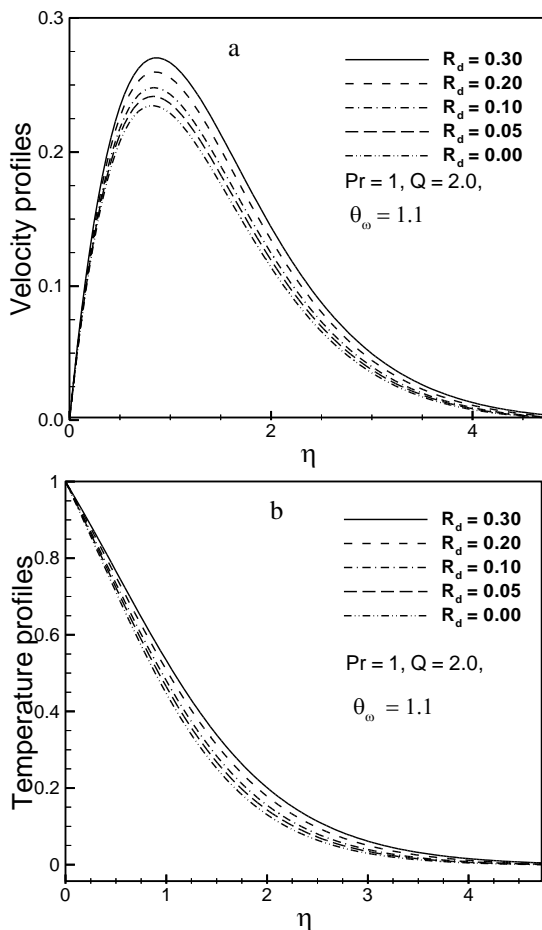 a
0.3
0.2
0.1
0.0
Velocity profiles
R_d = 0.30
R_d = 0.20
R_d = 0.10
R_d = 0.05
R_d = 0.00
Pr = 1, Q = 2.0,
θ_ω = 1.1
0 2 4
η
b
1
0.8
0.6
0.4
0.2
0
Temperature profiles
R_d = 0.30
R_d = 0.20
R_d = 0.10
R_d = 0.05
R_d = 0.00
Pr = 1, Q = 2.0,
θ_ω = 1.1
0 1 2 3 4
η